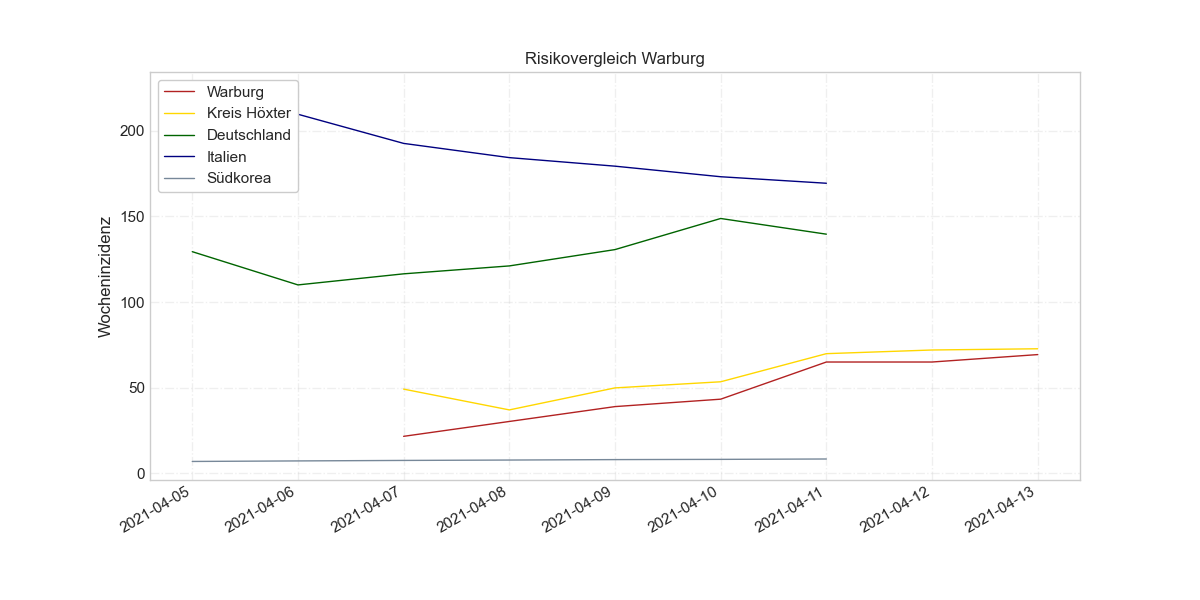 Risikovergleich Warburg
Warburg
Kreis Höxter
Deutschland
Italien
Südkorea
Wocheninzidenz
200
150
100
50
0
2021-04-05
2021-04-06
2021-04-07
2021-04-08
2021-04-09
2021-04-10
2021-04-11
2021-04-12
2021-04-13